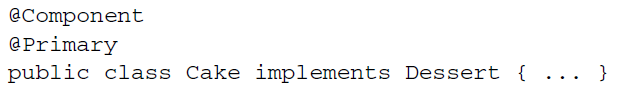 @Component
@Primary
public class Cake implements Dessert { ... }